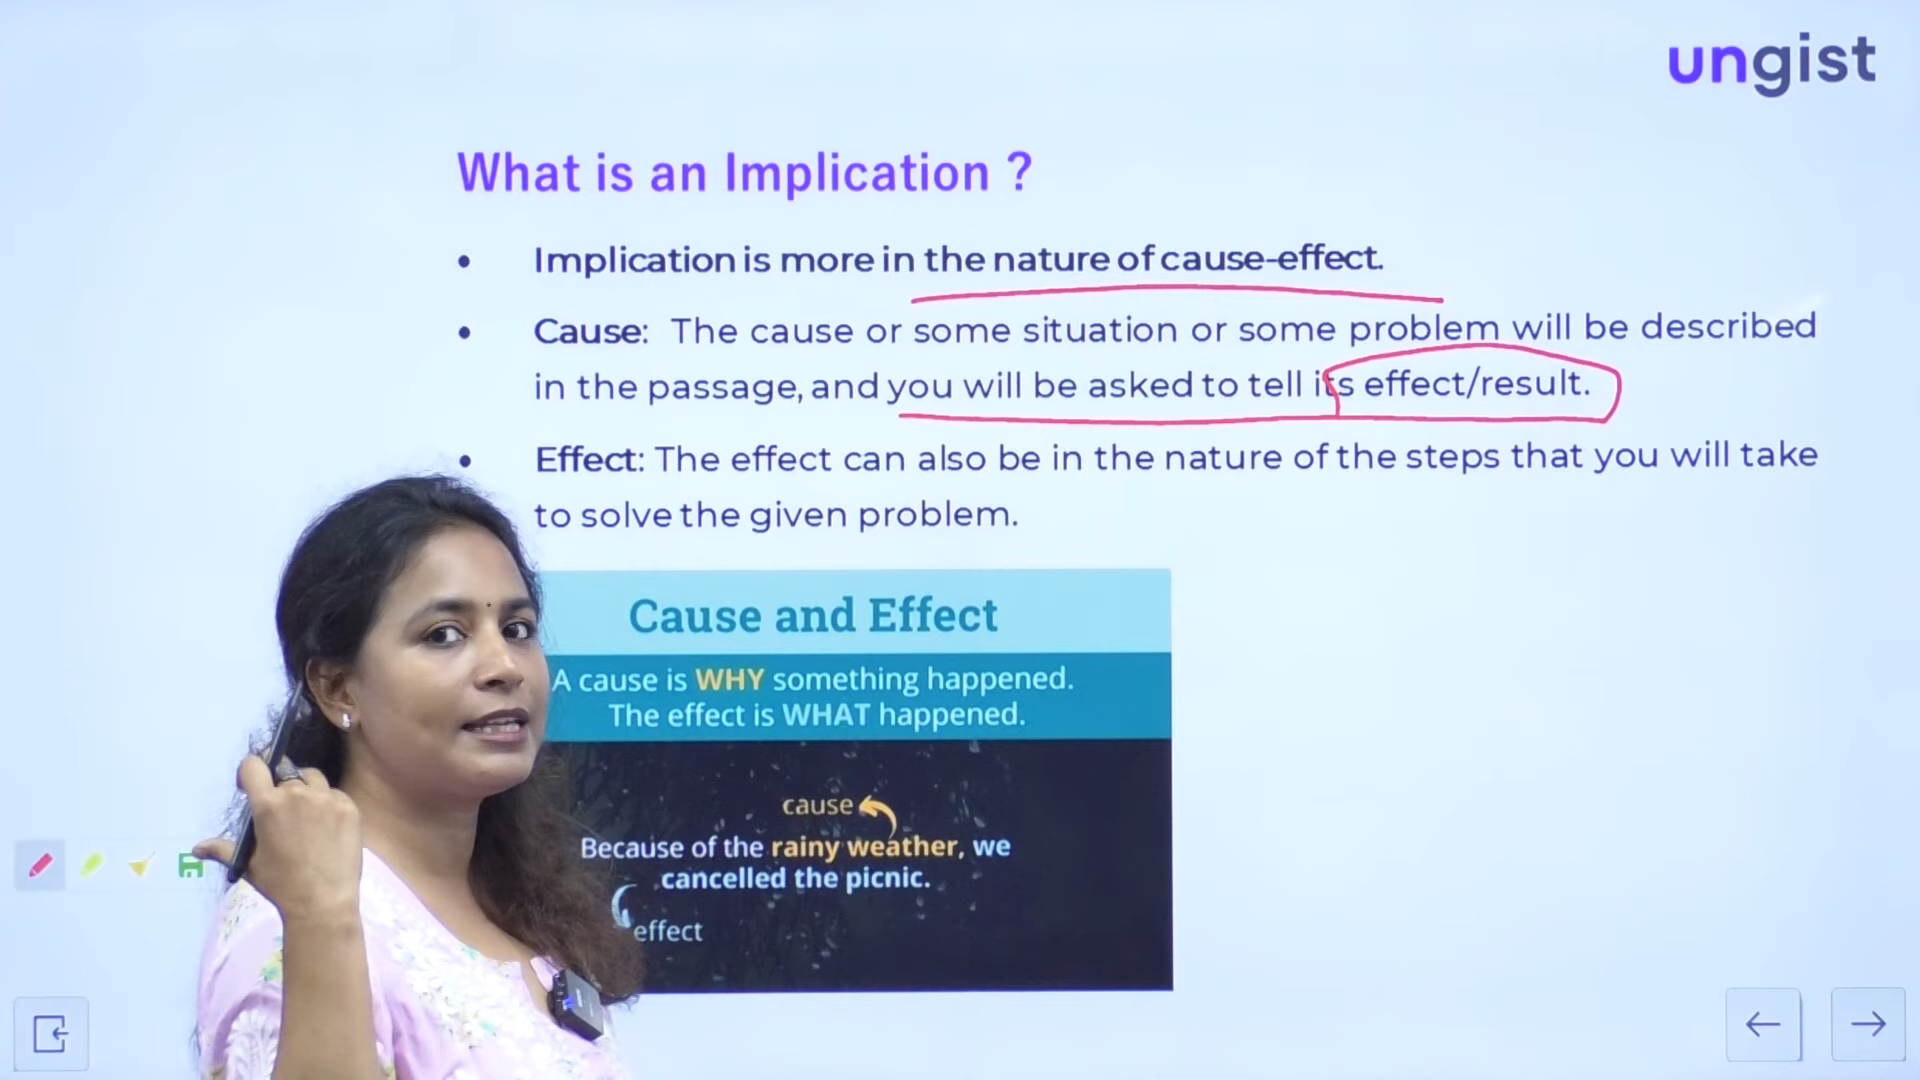 ungist
What is an Implication ?
• Implication is more in the nature of cause-effect.
• Cause: The cause or some situation or some problem will be described
in the passage, and you will be asked to tell its effect/result.
• Effect: The effect can also be in the nature of the steps that you will take
to solve the given problem.
Cause and Effect
A cause is WHY something happened.
The effect is WHAT happened.
cause
Because of the rainy weather, we
cancelled the picnic.
effect